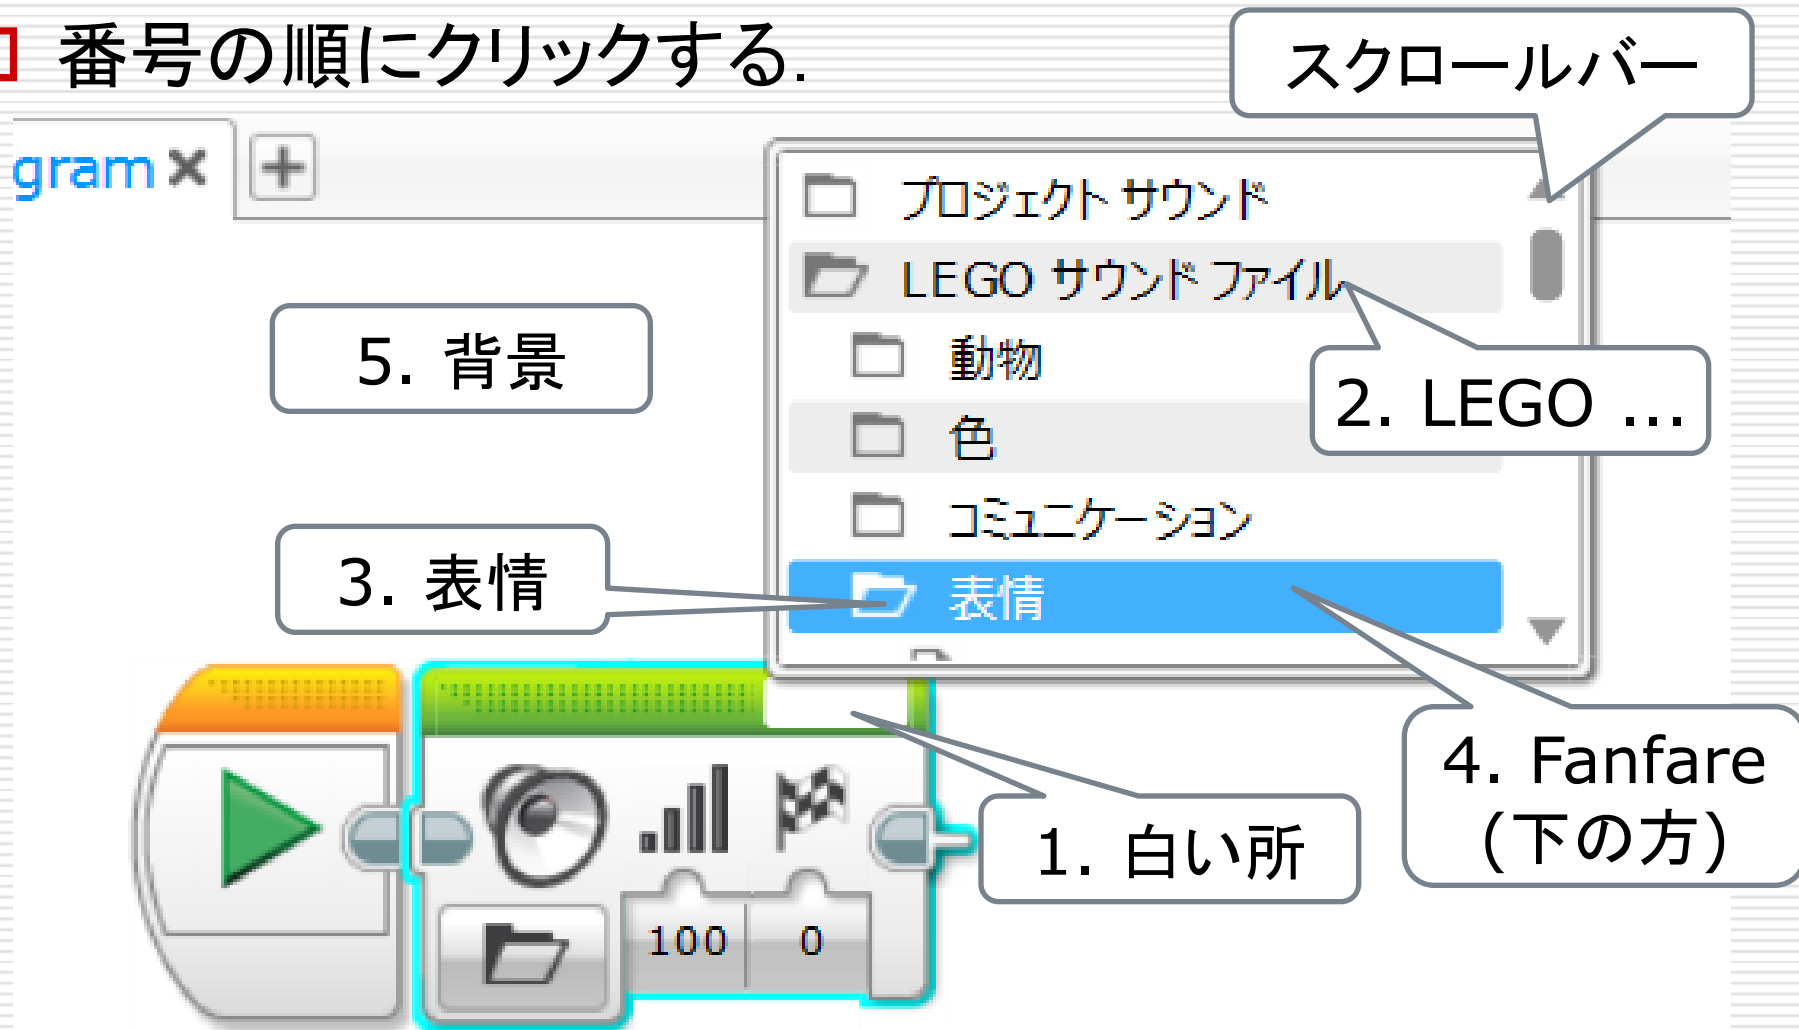 番号の順にクリックする.
スクロールバー
gram
プロジェクト サウンド
LEGO サウンド ファイル
動物
色
コミュニケーション
表情
5. 背景
2. LEGO ...
3. 表情
4. Fanfare
(下の方)
1. 白い所
100
0